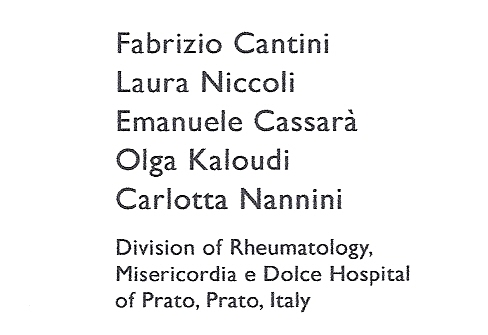 Fabrizio Cantini
Laura Niccoli
Emanuele Cassarà
Olga Kaloudi
Carlotta Nannini
Division of Rheumatology,
Misericordia e Dolce Hospital
of Prato, Prato, Italy